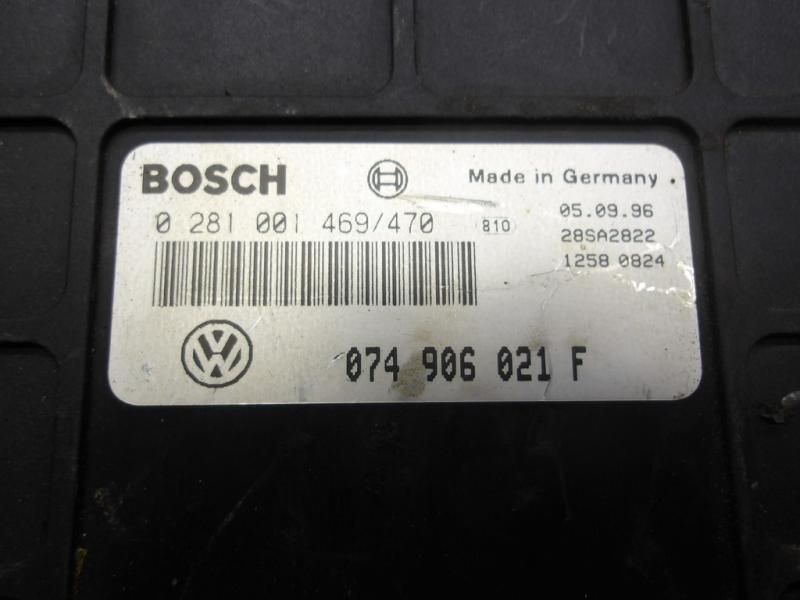 BOSCH Made in Germany
0 281 001 469/470 810 05.09.96
28SA2822
1258 0824
VW 074 906 021 F